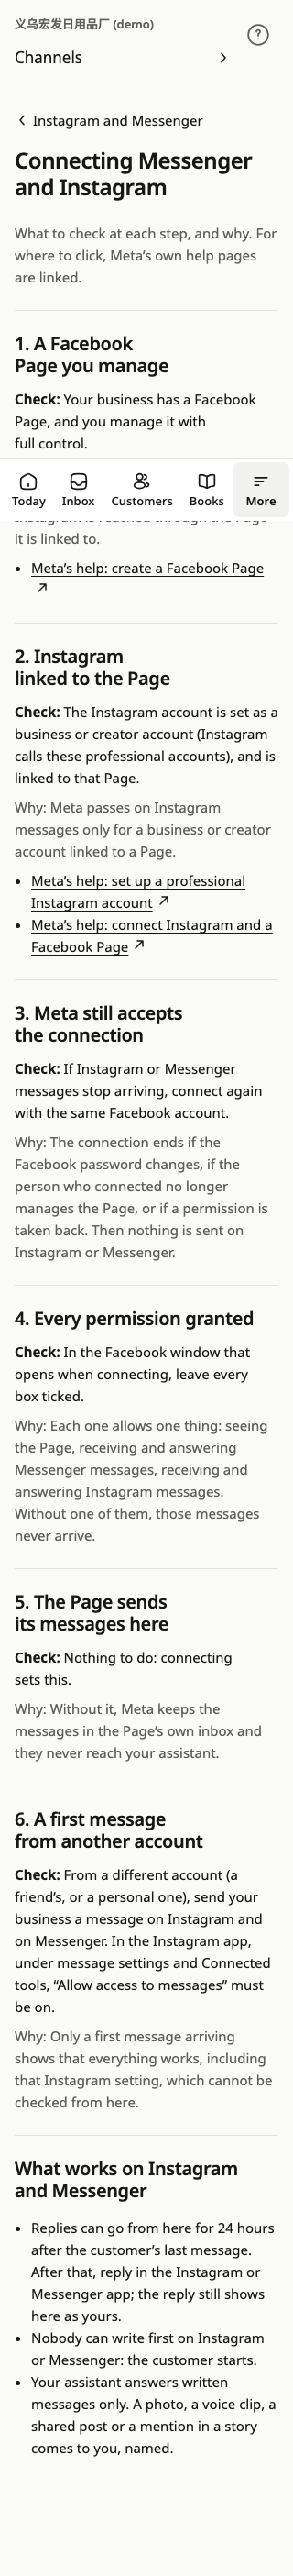 义乌宏发日用品厂 (demo)
Channels
Instagram and Messenger
Connecting Messenger
and Instagram
What to check at each step, and why. For
where to click, Meta’s own help pages
are linked.
1. A Facebook
Page you manage
Check: Your business has a Facebook
Page, and you manage it with
full control.
Today Inbox Customers Books More
it is linked to.
• Meta’s help: create a Facebook Page
2. Instagram
linked to the Page
Check: The Instagram account is set as a
business or creator account (Instagram
calls these professional accounts), and is
linked to that Page.
Why: Meta passes on Instagram
messages only for a business or creator
account linked to a Page.
• Meta’s help: set up a professional
Instagram account
• Meta’s help: connect Instagram and a
Facebook Page
3. Meta still accepts
the connection
Check: If Instagram or Messenger
messages stop arriving, connect again
with the same Facebook account.
Why: The connection ends if the
Facebook password changes, if the
person who connected no longer
manages the Page, or if a permission is
taken back. Then nothing is sent on
Instagram or Messenger.
4. Every permission granted
Check: In the Facebook window that
opens when connecting, leave every
box ticked.
Why: Each one allows one thing: seeing
the Page, receiving and answering
Messenger messages, receiving and
answering Instagram messages.
Without one of them, those messages
never arrive.
5. The Page sends
its messages here
Check: Nothing to do: connecting
sets this.
Why: Without it, Meta keeps the
messages in the Page’s own inbox and
they never reach your assistant.
6. A first message
from another account
Check: From a different account (a
friend’s, or a personal one), send your
business a message on Instagram and
on Messenger. In the Instagram app,
under message settings and Connected
tools, “Allow access to messages” must
be on.
Why: Only a first message arriving
shows that everything works, including
that Instagram setting, which cannot be
checked from here.
What works on Instagram
and Messenger
• Replies can go from here for 24 hours
after the customer’s last message.
After that, reply in the Instagram or
Messenger app; the reply still shows
here as yours.
• Nobody can write first on Instagram
or Messenger: the customer starts.
• Your assistant answers written
messages only. A photo, a voice clip, a
shared post or a mention in a story
comes to you, named.